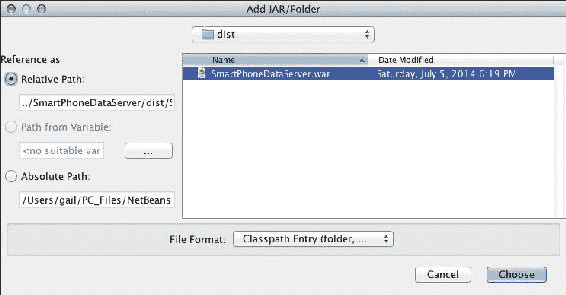 Add JAR/Folder
dist
Reference as
Relative Path:
../SmartPhoneDataServer/dist/S
Path from Variable:
<no suitable var
...
Absolute Path:
/Users/gail/PC_Files/NetBeans
Name
Date Modified
SmartPhoneDataServer.war
Saturday, July 5, 2014 6:19 PM
File Format:
Classpath Entry (folder, ...
Cancel
Choose